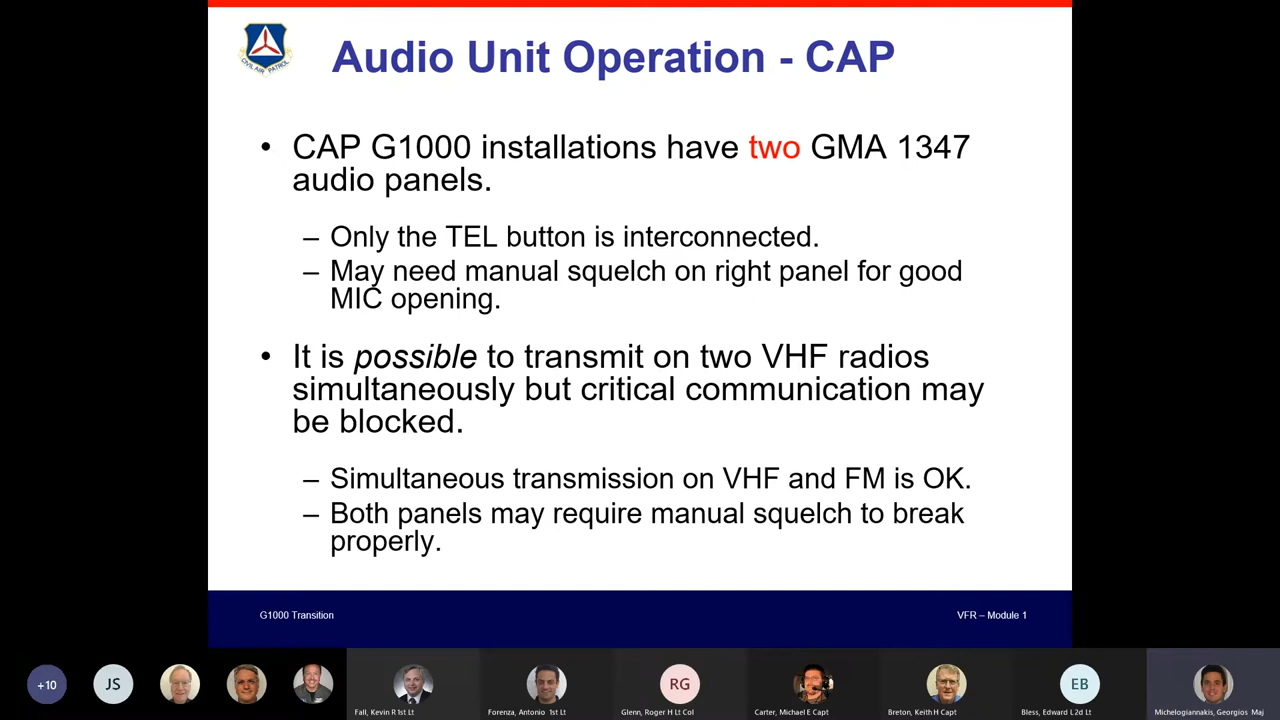 CIVIL AIR PATROL
Audio Unit Operation - CAP
• CAP G1000 installations have two GMA 1347
audio panels.
– Only the TEL button is interconnected.
– May need manual squelch on right panel for good
MIC opening.
• It is possible to transmit on two VHF radios
simultaneously but critical communication may
be blocked.
– Simultaneous transmission on VHF and FM is OK.
– Both panels may require manual squelch to break
properly.
G1000 Transition
VFR – Module 1
+10
JS
RG
EB
Fall, Kevin R 1st Lt
Forenza, Antonio 1st Lt
Glenn, Roger H Lt Col
Carter, Michael E Capt
Breton, Keith H Capt
Bless, Edward L 2d Lt
Michelogiannakis, Georgios Maj